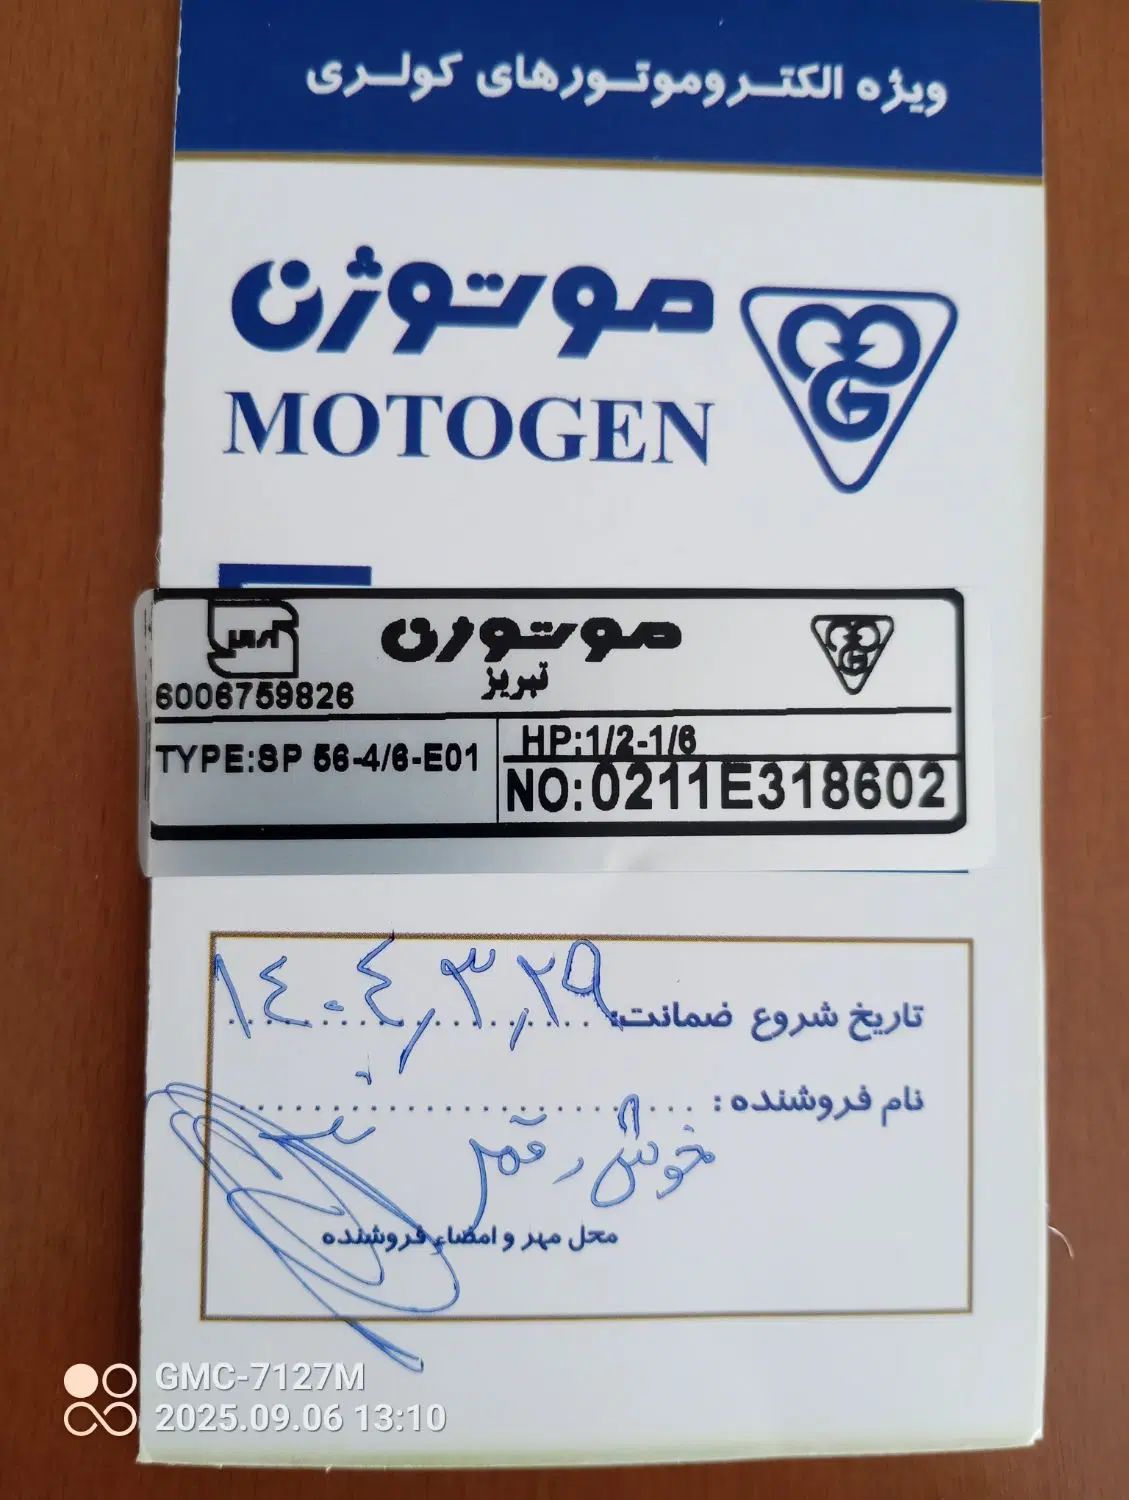 ویژه الکتروموتورهای کولری
موتوژن
MOTOGEN
موتوژن
تبریز
6006759826
TYPE:SP 56-4/6-E01
HP:1/2-1/6
NO:0211E318602
تاریخ شروع ضمانت: ۱٤۰٤,۳,۲۹
نام فروشنده :
خوش رقم
محل مهر و امضاء فروشنده
GMC-7127M
2025.09.06 13:10